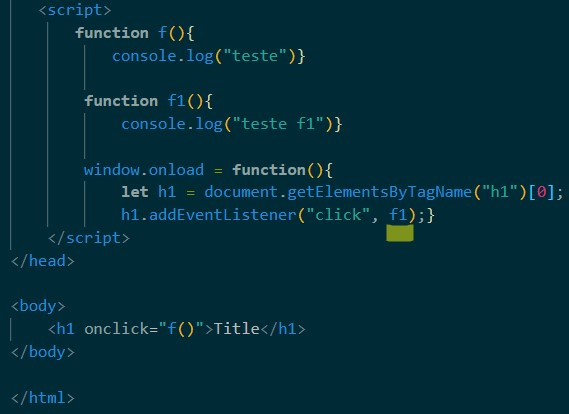 <script>
function f(){
console.log("teste")}
function f1(){
console.log("teste f1")}
window.onload = function(){
let h1 = document.getElementsByTagName("h1")[0];
h1.addEventListener("click", f1);}
</script>
</head>
<body>
<h1 onclick="f()">Title</h1>
</body>
</html>